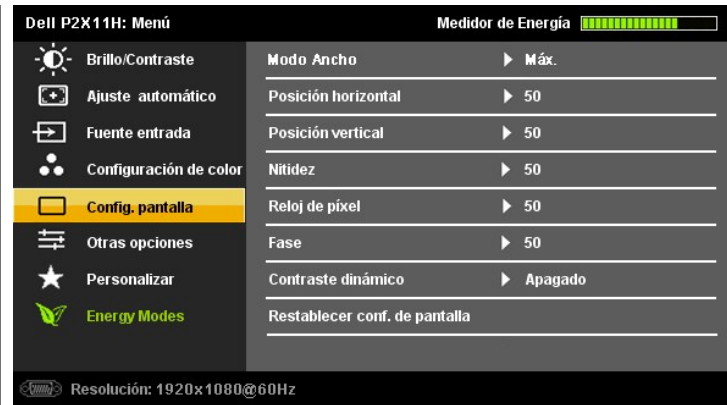 Dell P2X11H: Menú
Medidor de Energía
Brillo/Contraste
Ajuste automático
Fuente entrada
Configuración de color
Config. pantalla
Otras opciones
Personalizar
Energy Modes
Modo Ancho Máx.
Posición horizontal 50
Posición vertical 50
Nitidez 50
Reloj de píxel 50
Fase 50
Contraste dinámico Apagado
Restablecer conf. de pantalla
Resolución: 1920x1080@60Hz